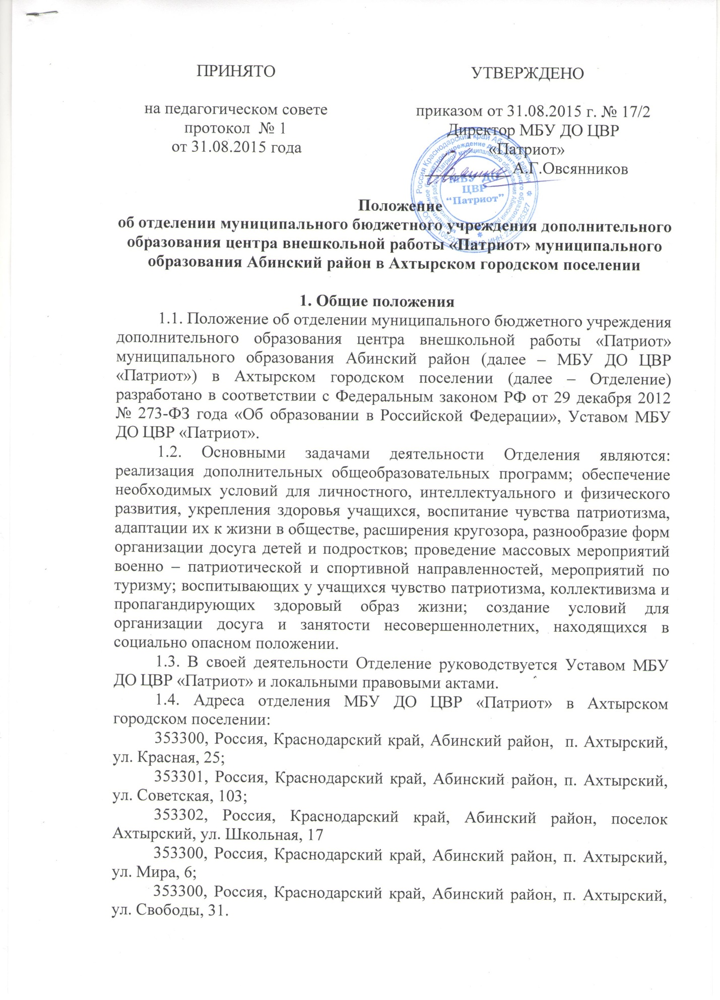 ПРИНЯТО
на педагогическом совете
протокол № 1
от 31.08.2015 года
УТВЕРЖДЕНО
приказом от 31.08.2015 г. № 17/2
Директор МБУ ДО ЦВР
«Патриот»
А.Г.Овсянников
Россия Краснодарский край Абинский район
МБУ ДО
ЦВР
“Патриот”
Положение
об отделении муниципального бюджетного учреждения дополнительного
образования центра внешкольной работы «Патриот» муниципального
образования Абинский район в Ахтырском городском поселении
1. Общие положения
1.1. Положение об отделении муниципального бюджетного учреждения
дополнительного образования центра внешкольной работы «Патриот»
муниципального образования Абинский район (далее – МБУ ДО ЦВР
«Патриот») в Ахтырском городском поселении (далее – Отделение)
разработано в соответствии с Федеральным законом РФ от 29 декабря 2012
№ 273-ФЗ года «Об образовании в Российской Федерации», Уставом МБУ
ДО ЦВР «Патриот».
1.2. Основными задачами деятельности Отделения являются:
реализация дополнительных общеобразовательных программ; обеспечение
необходимых условий для личностного, интеллектуального и физического
развития, укрепления здоровья учащихся, воспитание чувства патриотизма,
адаптации их к жизни в обществе, расширения кругозора, разнообразие форм
организации досуга детей и подростков; проведение массовых мероприятий
военно – патриотической и спортивной направленностей, мероприятий по
туризму; воспитывающих у учащихся чувство патриотизма, коллективизма и
пропагандирующих здоровый образ жизни; создание условий для
организации досуга и занятости несовершеннолетних, находящихся в
социально опасном положении.
1.3. В своей деятельности Отделение руководствуется Уставом МБУ
ДО ЦВР «Патриот» и локальными правовыми актами.
1.4. Адреса отделения МБУ ДО ЦВР «Патриот» в Ахтырском
городском поселении:
353300, Россия, Краснодарский край, Абинский район, п. Ахтырский,
ул. Красная, 25;
353301, Россия, Краснодарский край, Абинский район, п. Ахтырский,
ул. Советская, 103;
353302, Россия, Краснодарский край, Абинский район, поселок
Ахтырский, ул. Школьная, 17
353300, Россия, Краснодарский край, Абинский район, п. Ахтырский,
ул. Мира, 6;
353300, Россия, Краснодарский край, Абинский район, п. Ахтырский,
ул. Свободы, 31.